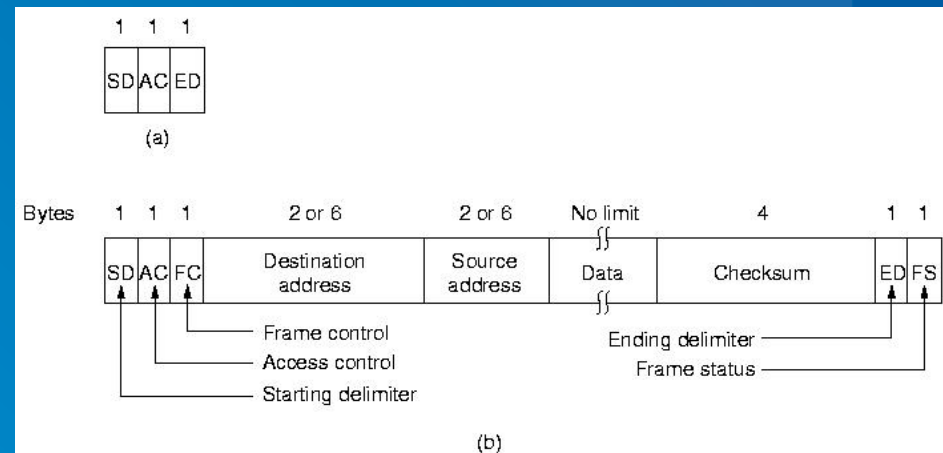 1 1 1
SD AC ED
(a)
Bytes 1 1 1 2 or 6 2 or 6 No limit 4 1 1
SD AC FC Destination address Source address Data Checksum ED FS
Frame control
Access control
Starting delimiter
Ending delimiter
Frame status
(b)